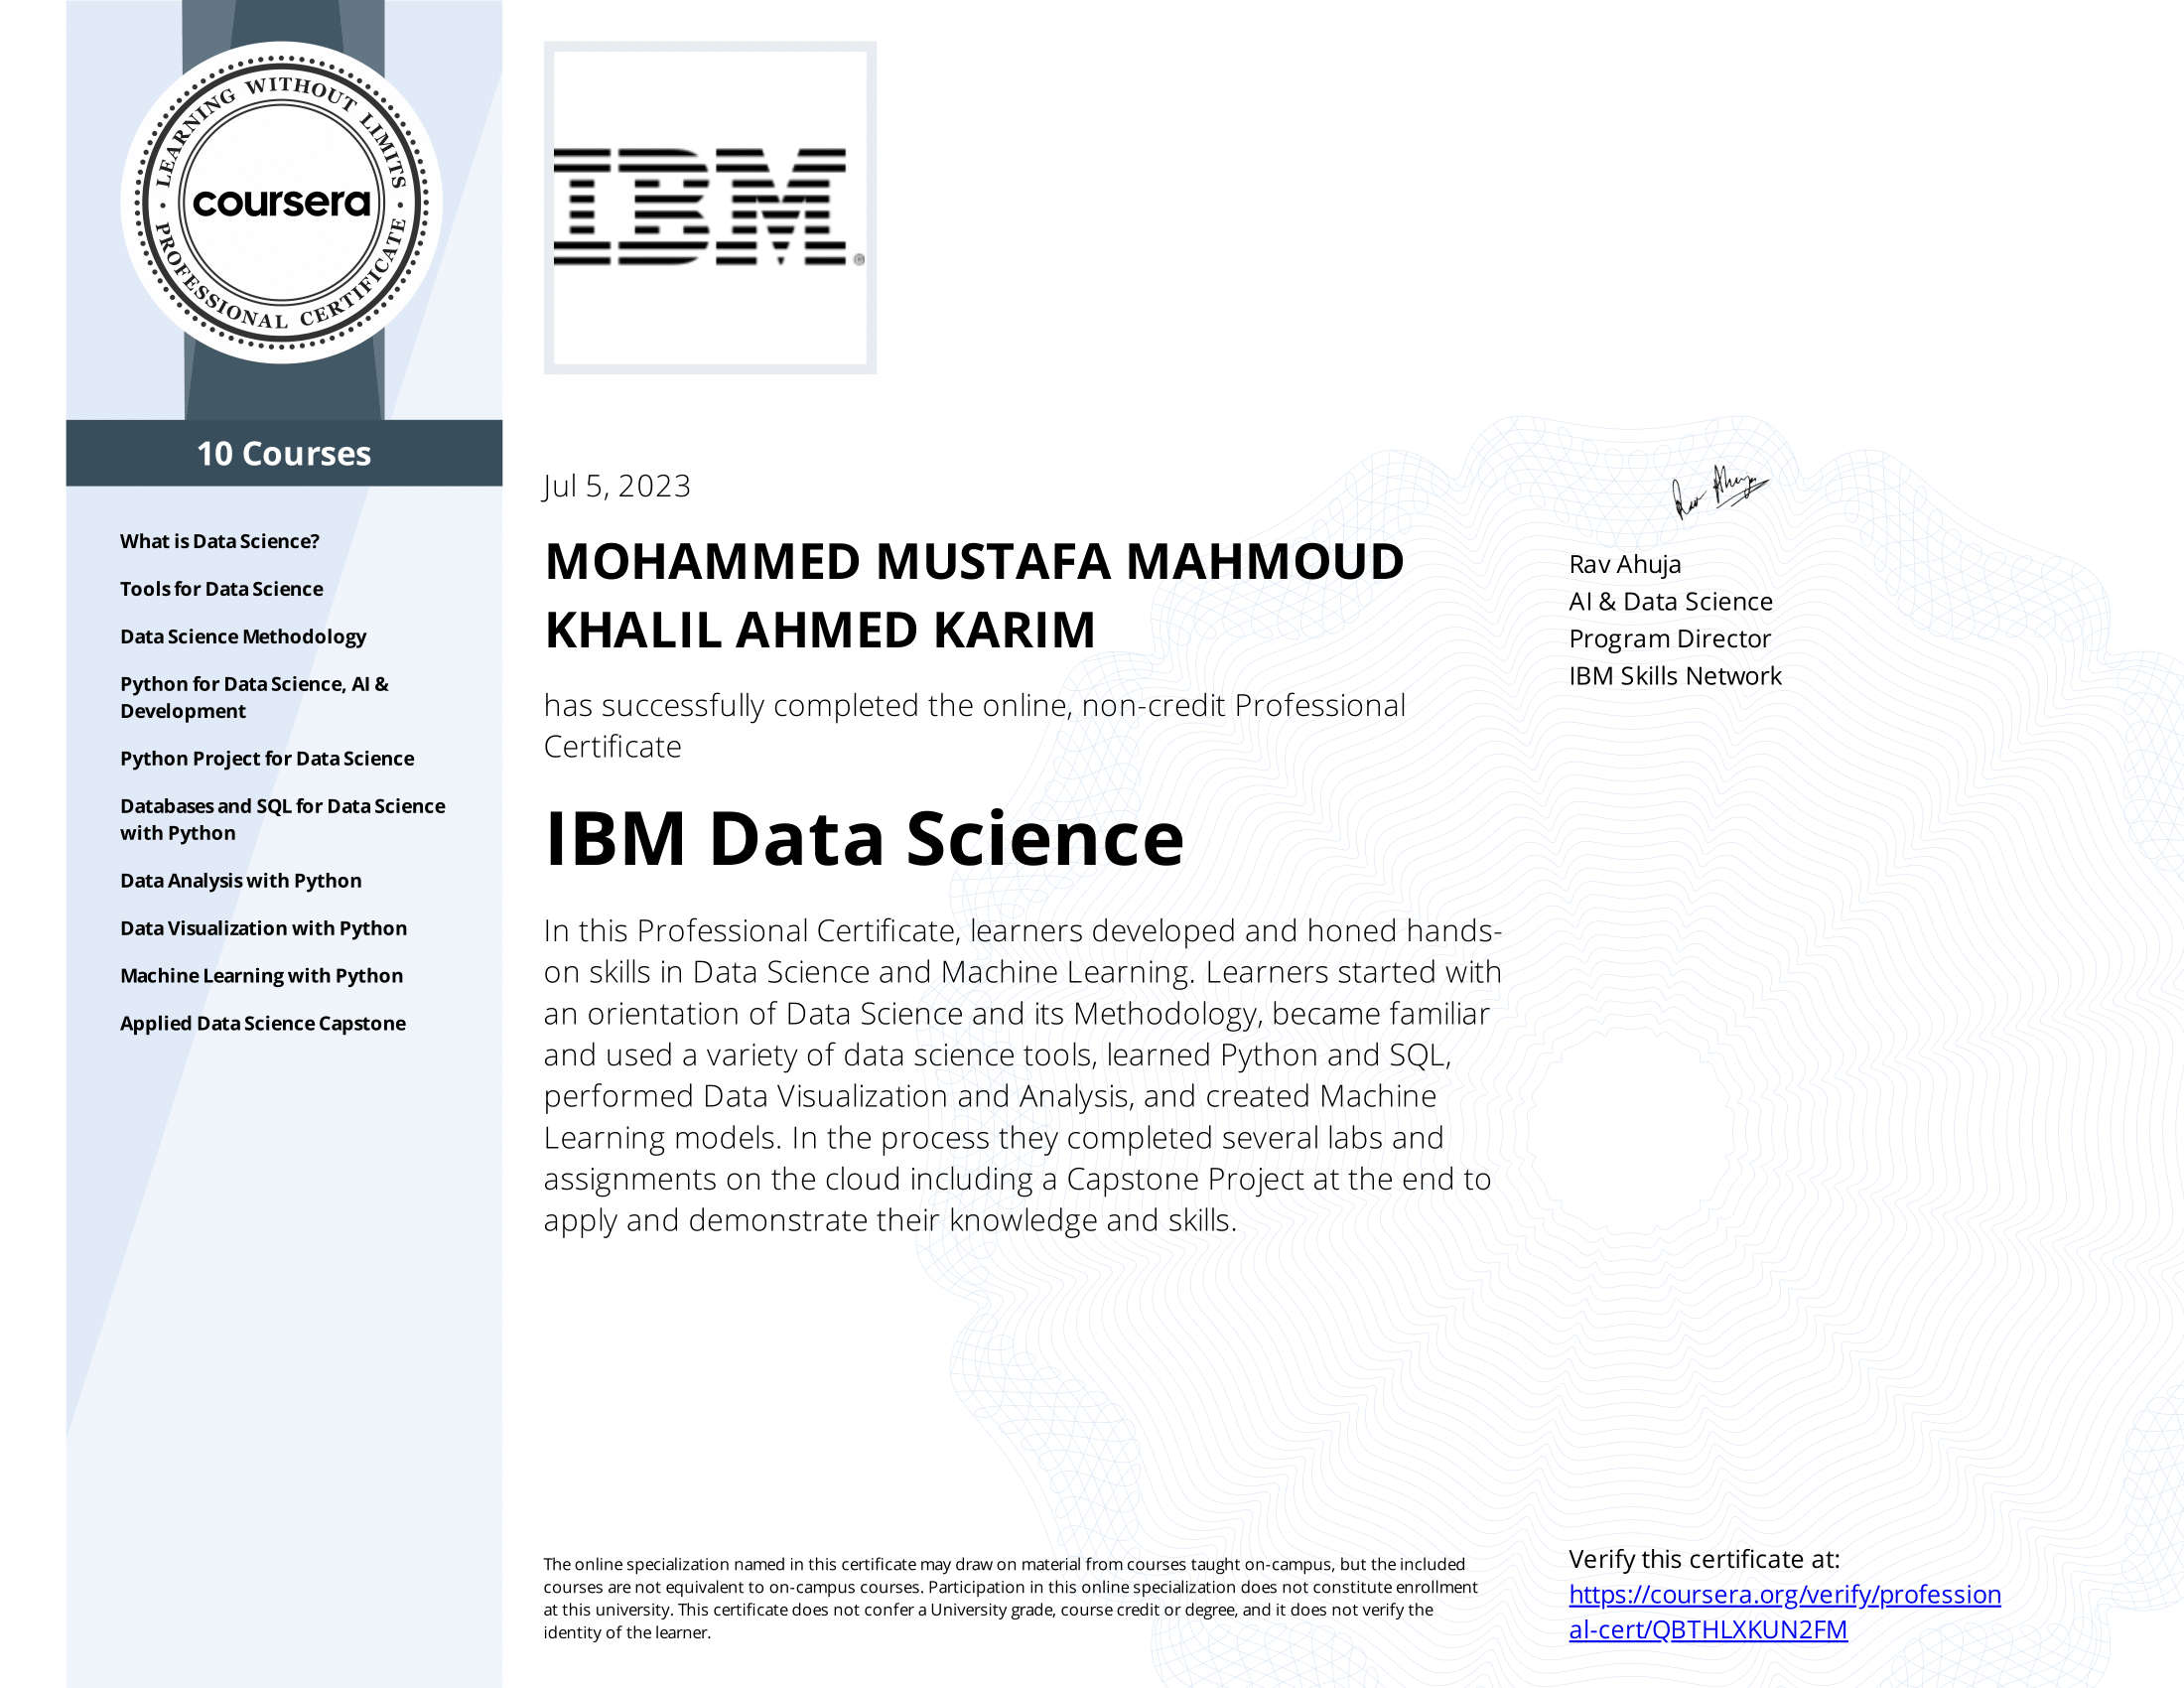 LEARNING WITHOUT LIMITS
coursera
PROFESSIONAL CERTIFICATE
10 Courses
What is Data Science?
Tools for Data Science
Data Science Methodology
Python for Data Science, AI &
Development
Python Project for Data Science
Databases and SQL for Data Science
with Python
Data Analysis with Python
Data Visualization with Python
Machine Learning with Python
Applied Data Science Capstone
IBM®
Jul 5, 2023
MOHAMMED MUSTAFA MAHMOUD
KHALIL AHMED KARIM
has successfully completed the online, non-credit Professional
Certificate
IBM Data Science
In this Professional Certificate, learners developed and honed hands-
on skills in Data Science and Machine Learning. Learners started with
an orientation of Data Science and its Methodology, became familiar
and used a variety of data science tools, learned Python and SQL,
performed Data Visualization and Analysis, and created Machine
Learning models. In the process they completed several labs and
assignments on the cloud including a Capstone Project at the end to
apply and demonstrate their knowledge and skills.
The online specialization named in this certificate may draw on material from courses taught on-campus, but the included
courses are not equivalent to on-campus courses. Participation in this online specialization does not constitute enrollment
at this university. This certificate does not confer a University grade, course credit or degree, and it does not verify the
identity of the learner.
Rav Ahuja
Rav Ahuja
AI & Data Science
Program Director
IBM Skills Network
Verify this certificate at:
https://coursera.org/verify/profession
al-cert/QBTHLXKUN2FM